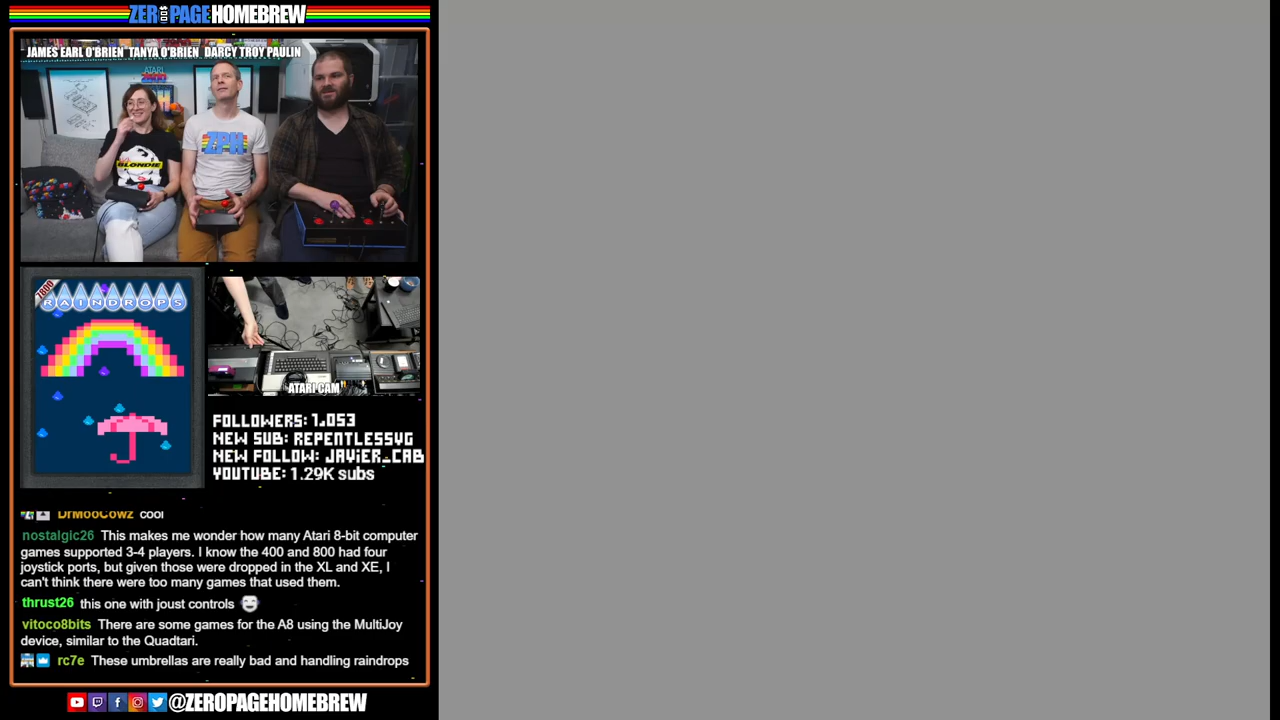 ZEROPAGEHOMEBREW
JAMES EARL O'BRIEN TANYA O'BRIEN DARCY TROY PAULIN
ATARI
BLONDIE
ZPH
7800
RAINDROPS
ATARI CAM
FOLLOWERS: 1,053
NEW SUB: REPENTLESSVG
NEW FOLLOW: JAVIER_CAB
YOUTUBE: 1.29K subs
DrMooCowz cool
nostalgic26 This makes me wonder how many Atari 8-bit computer
games supported 3-4 players. I know the 400 and 800 had four
joystick ports, but given those were dropped in the XL and XE, I
can't think there were too many games that used them.
thrust26 this one with joust controls
vitoco8bits There are some games for the A8 using the MultiJoy
device, similar to the Quadtari.
rc7e These umbrellas are really bad and handling raindrops
@ZEROPAGEHOMEBREW